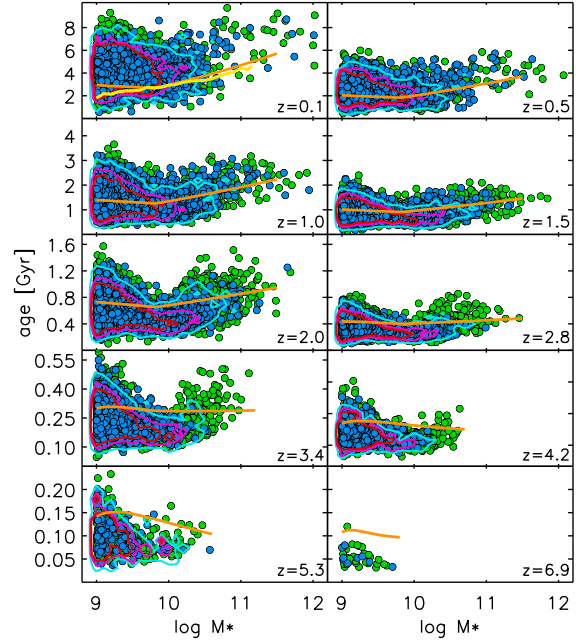 8
6
4
2
z=0.1
z=0.5
4
3
2
1
z=1.0
z=1.5
1.6
1.2
0.8
0.4
z=2.0
z=2.8
age [Gyr]
0.55
0.40
0.25
0.10
z=3.4
z=4.2
0.20
0.15
0.10
0.05
z=5.3
z=6.9
9 10 11 12 9 10 11 12
log M* log M*